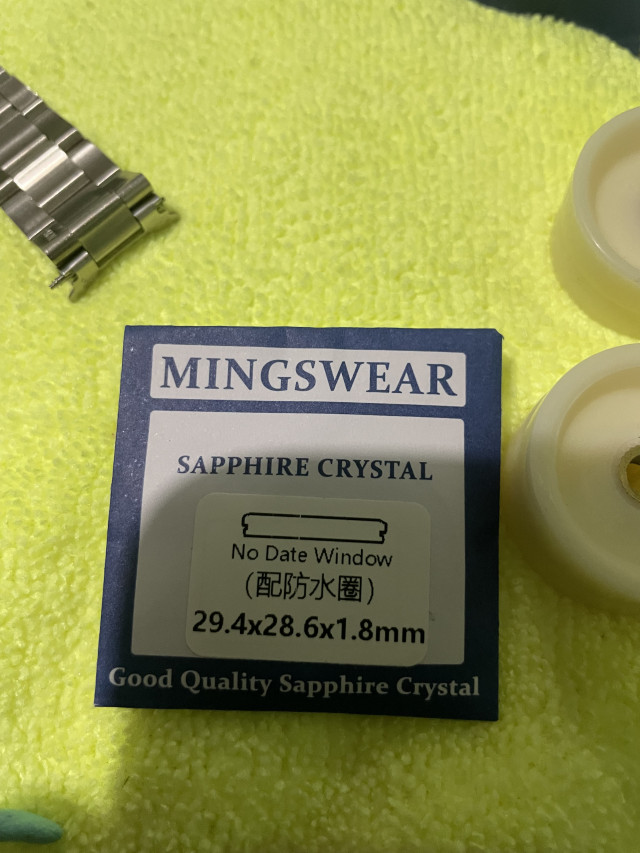 MINGSWEAR
SAPPHIRE CRYSTAL
No Date Window
(配防水圈)
29.4x28.6x1.8mm
Good Quality Sapphire Crystal